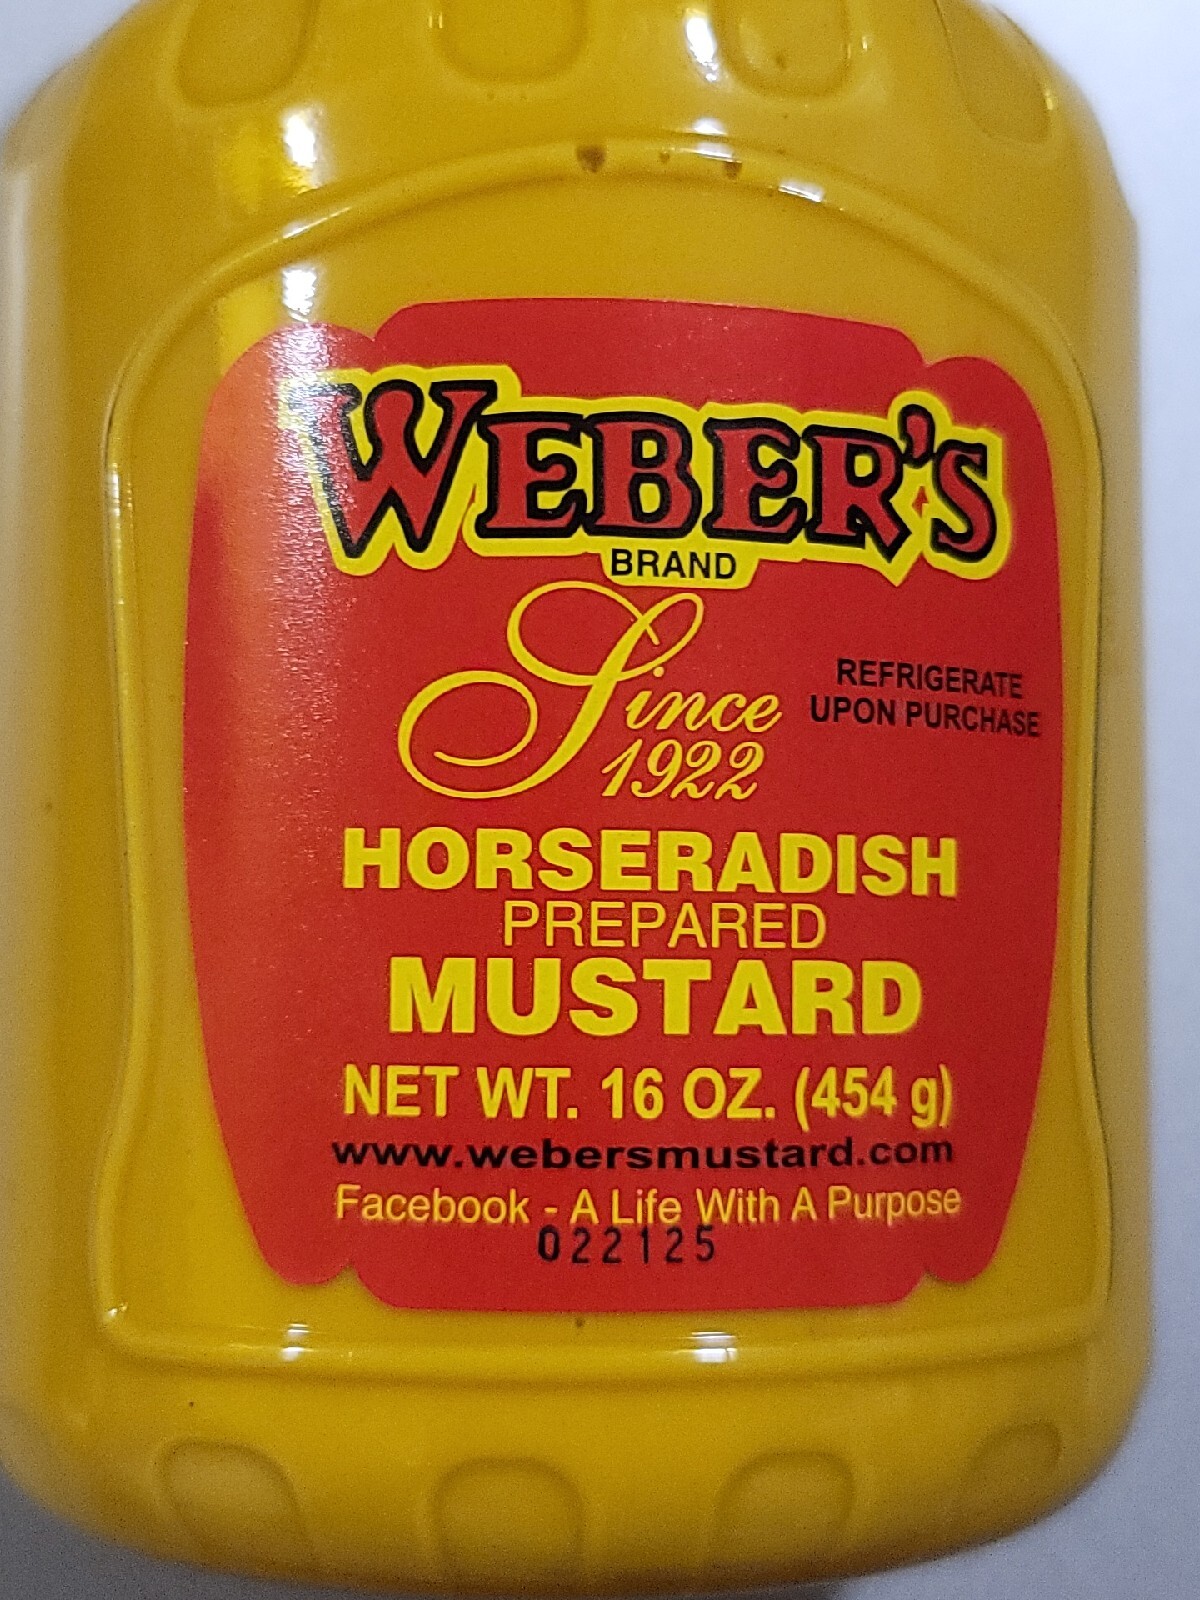 WEBER'S
BRAND
Since
1922
REFRIGERATE
UPON PURCHASE
HORSERADISH
PREPARED
MUSTARD
NET WT. 16 OZ. (454 g)
www.webersmustard.com
Facebook - A Life With A Purpose
022125